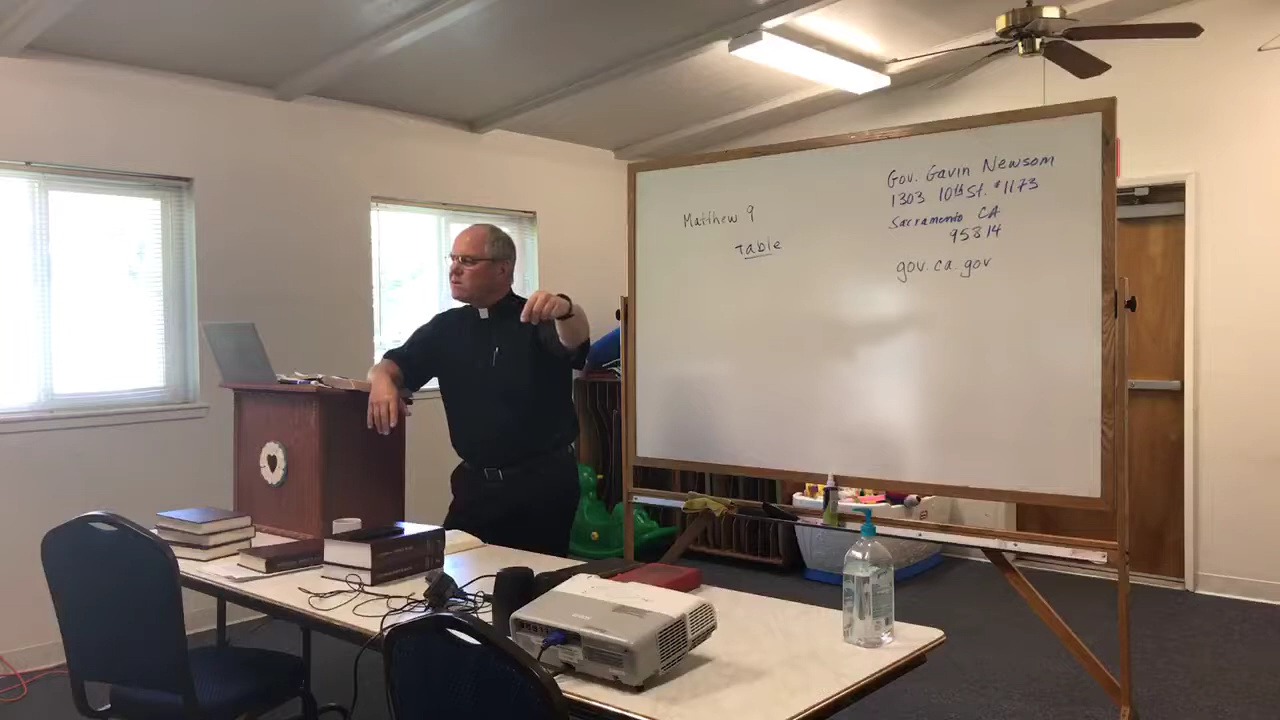 Matthew 9
Table
Gov. Gavin Newsom
1303 10th St. #1173
Sacramento CA
95814
gov.ca.gov